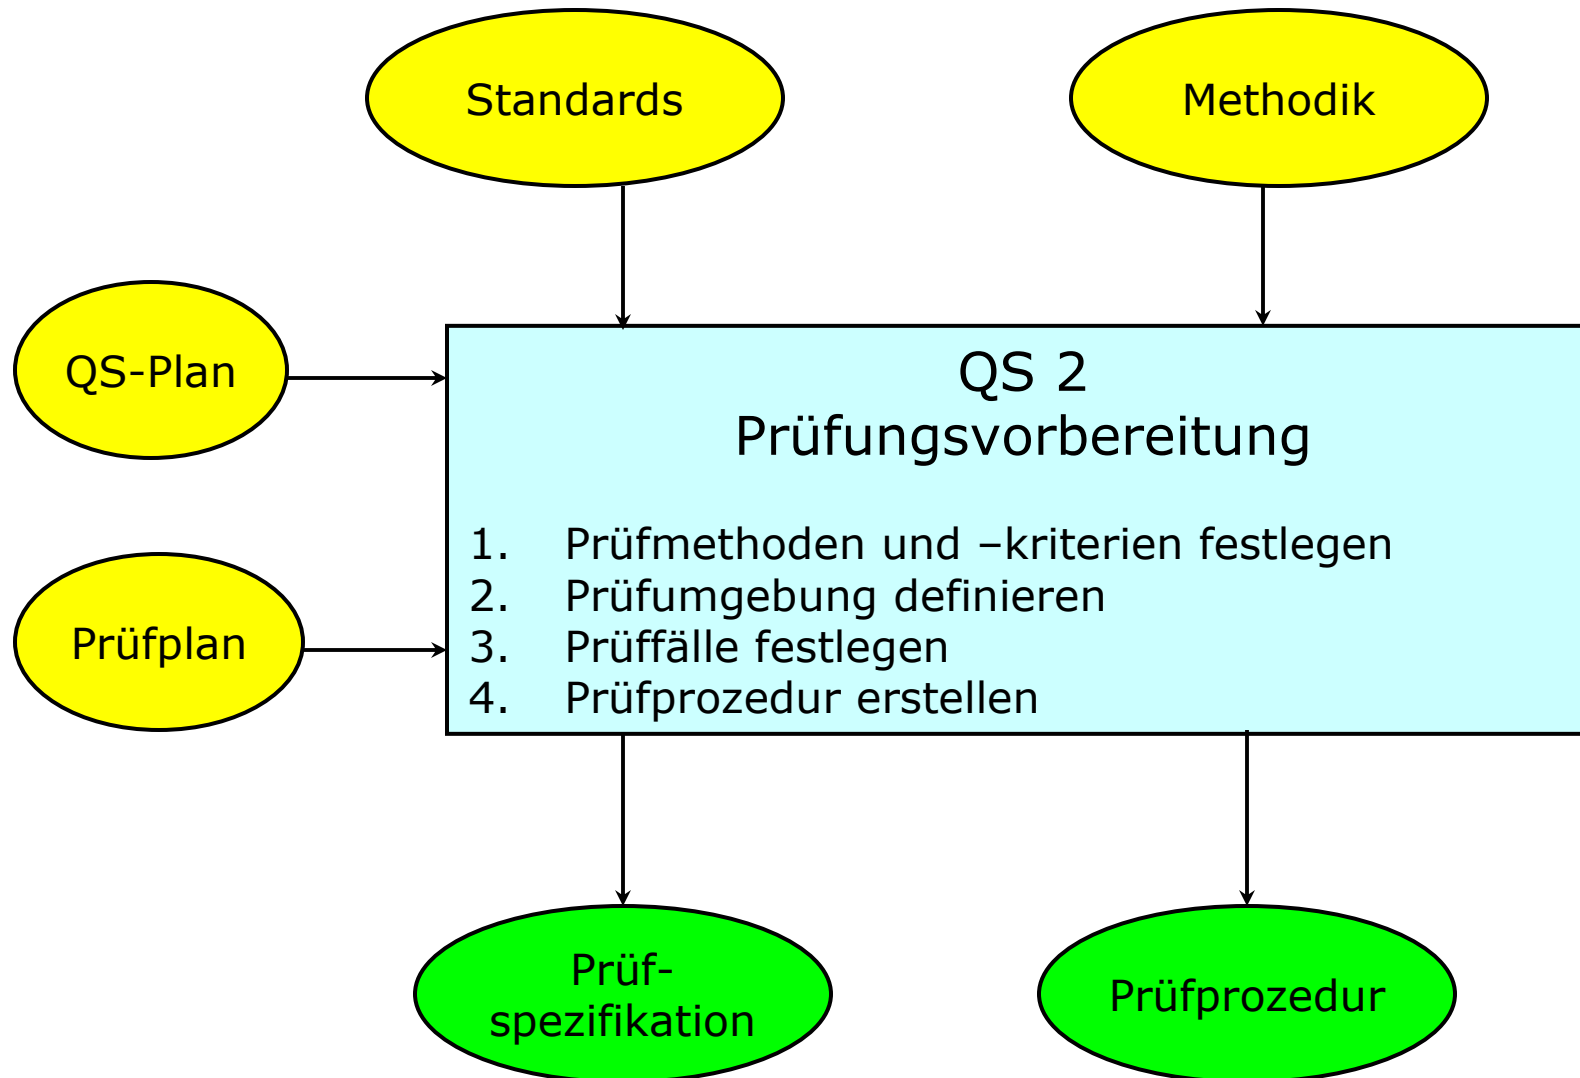 Standards
Methodik
QS-Plan
QS 2
Prüfungsvorbereitung
1. Prüfmethoden und –kriterien festlegen
2. Prüfumgebung definieren
3. Prüffälle festlegen
4. Prüfprozedur erstellen
Prüfplan
Prüf-
spezifikation
Prüfprozedur